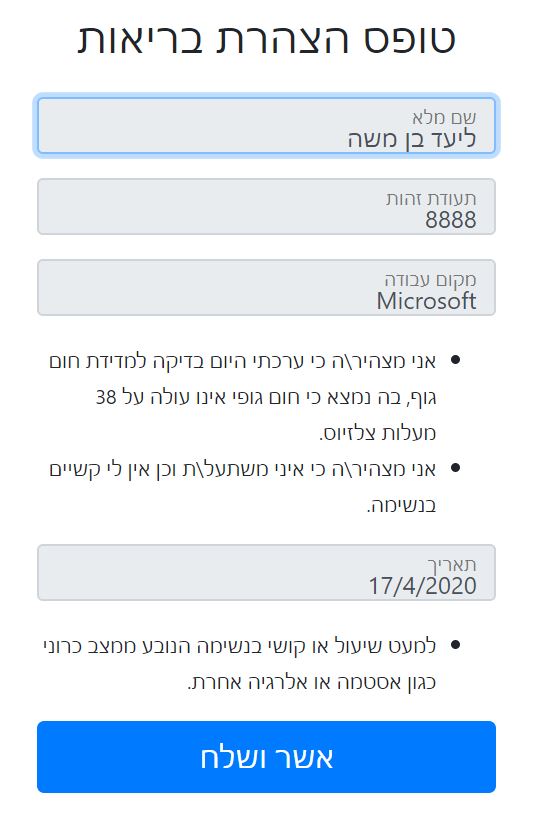 טופס הצהרת בריאות
שם מלא
ליעד בן משה
תעודת זהות
8888
מקום עבודה
Microsoft
אני מצהיר\ה כי ערכתי היום בדיקה למדידת חום
גוף, בה נמצא כי חום גופי אינו עולה על 38
מעלות צלזיוס.
אני מצהיר\ה כי איני משתעל\ת וכן אין לי קשיים
בנשימה.
תאריך
17/4/2020
למעט שיעול או קושי בנשימה הנובע ממצב כרוני
כגון אסטמה או אלרגיה אחרת.
אשר ושלח